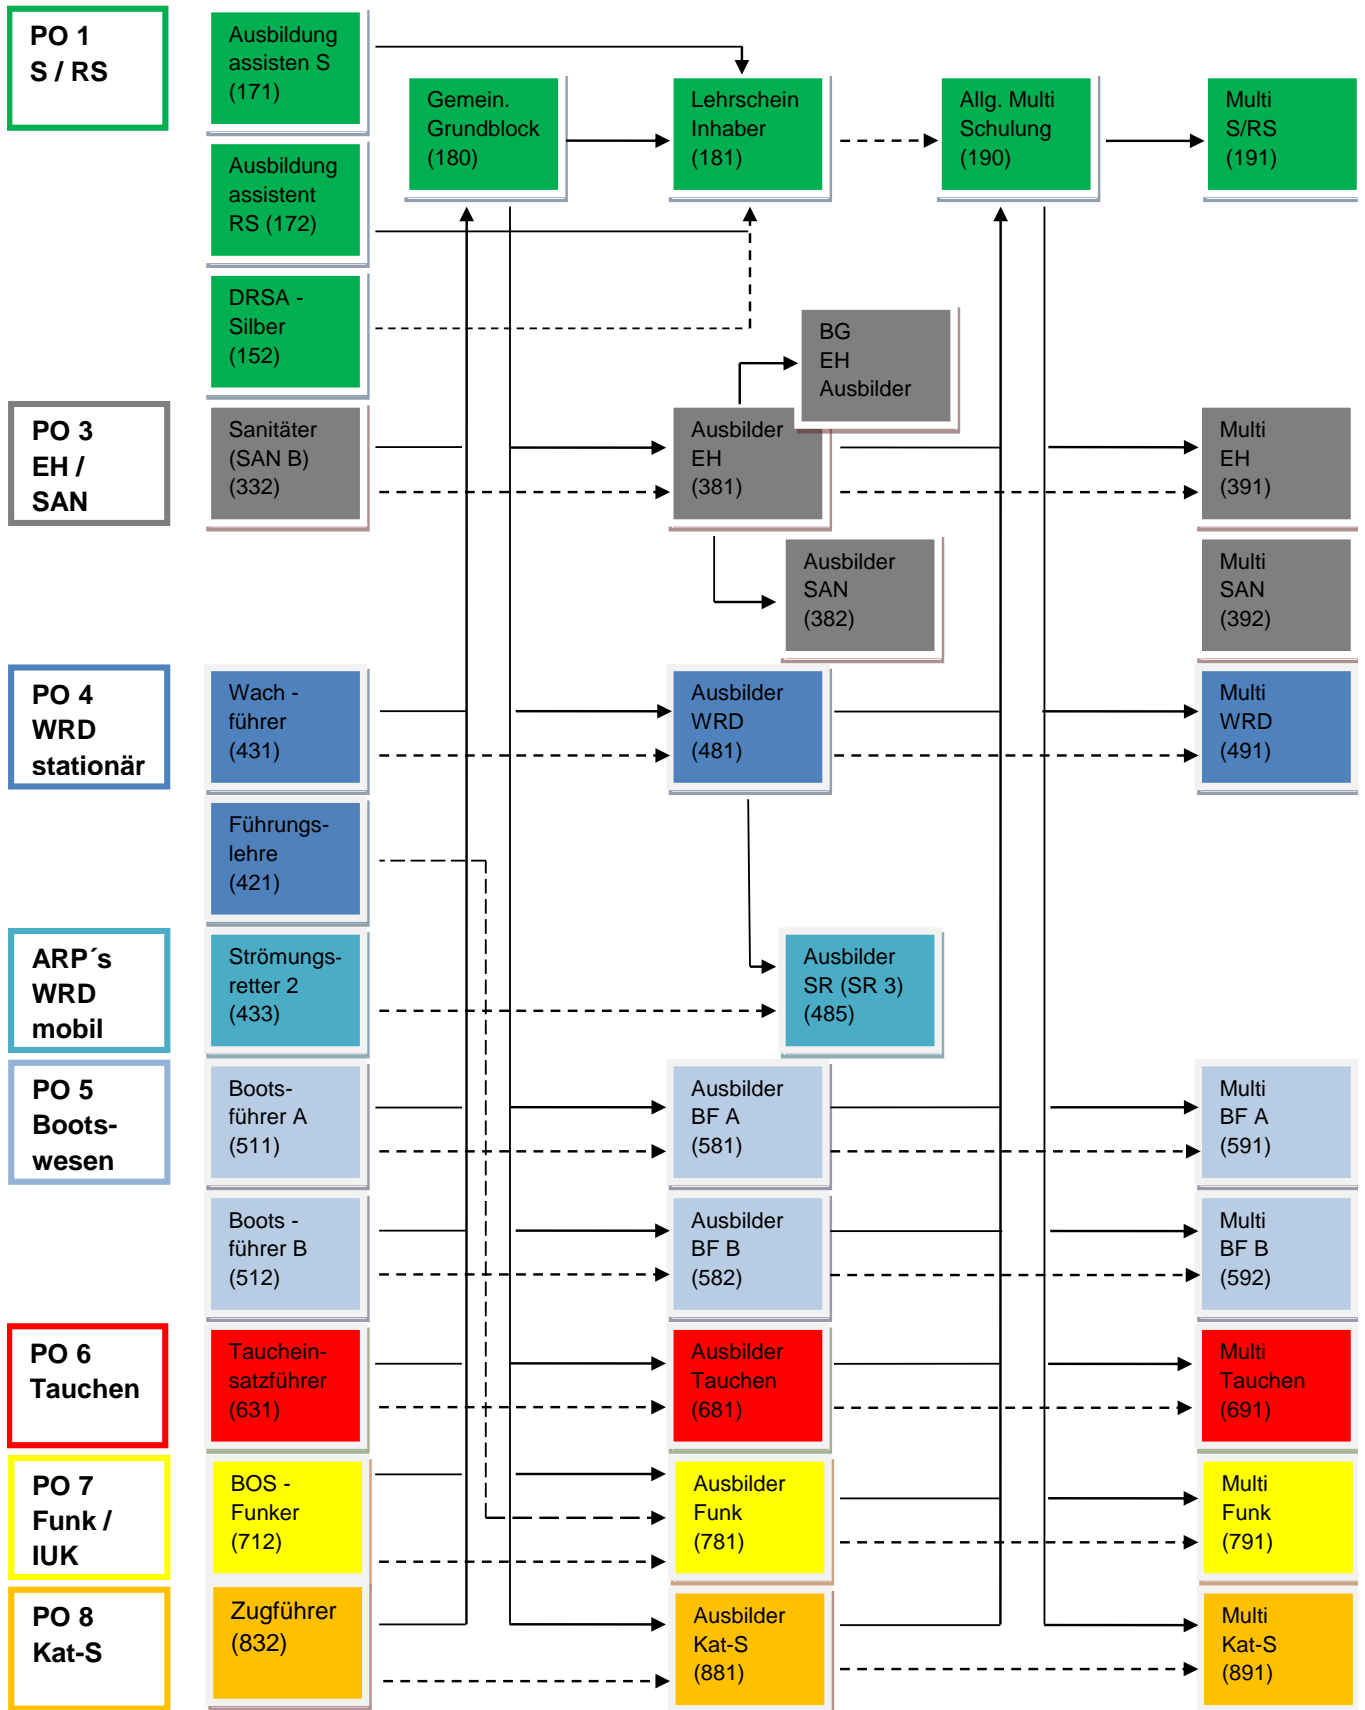 PO 1
S / RS
Ausbildung
assisten S
(171)
Gemein.
Grundblock
(180)
Lehrschein
Inhaber
(181)
Allg. Multi
Schulung
(190)
Multi
S/RS
(191)
Ausbildung
assistent
RS (172)
DRSA -
Silber
(152)
BG
EH
Ausbilder
PO 3
EH /
SAN
Sanitäter
(SAN B)
(332)
Ausbilder
EH
(381)
Multi
EH
(391)
Ausbilder
SAN
(382)
Multi
SAN
(392)
PO 4
WRD
stationär
Wach -
führer
(431)
Ausbilder
WRD
(481)
Multi
WRD
(491)
Führungs-
lehre
(421)
ARP´s
WRD
mobil
Strömungs-
retter 2
(433)
Ausbilder
SR (SR 3)
(485)
PO 5
Boots-
wesen
Boots-
führer A
(511)
Ausbilder
BF A
(581)
Multi
BF A
(591)
Boots -
führer B
(512)
Ausbilder
BF B
(582)
Multi
BF B
(592)
PO 6
Tauchen
Tauchein-
satzführer
(631)
Ausbilder
Tauchen
(681)
Multi
Tauchen
(691)
PO 7
Funk /
IUK
BOS -
Funker
(712)
Ausbilder
Funk
(781)
Multi
Funk
(791)
PO 8
Kat-S
Zugführer
(832)
Ausbilder
Kat-S
(881)
Multi
Kat-S
(891)